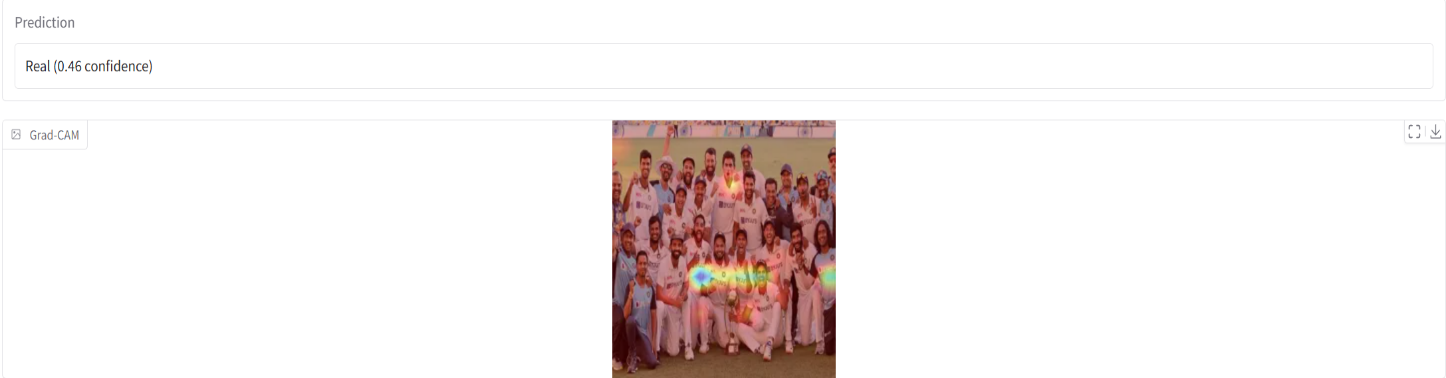 Prediction
Real (0.46 confidence)
Grad-CAM